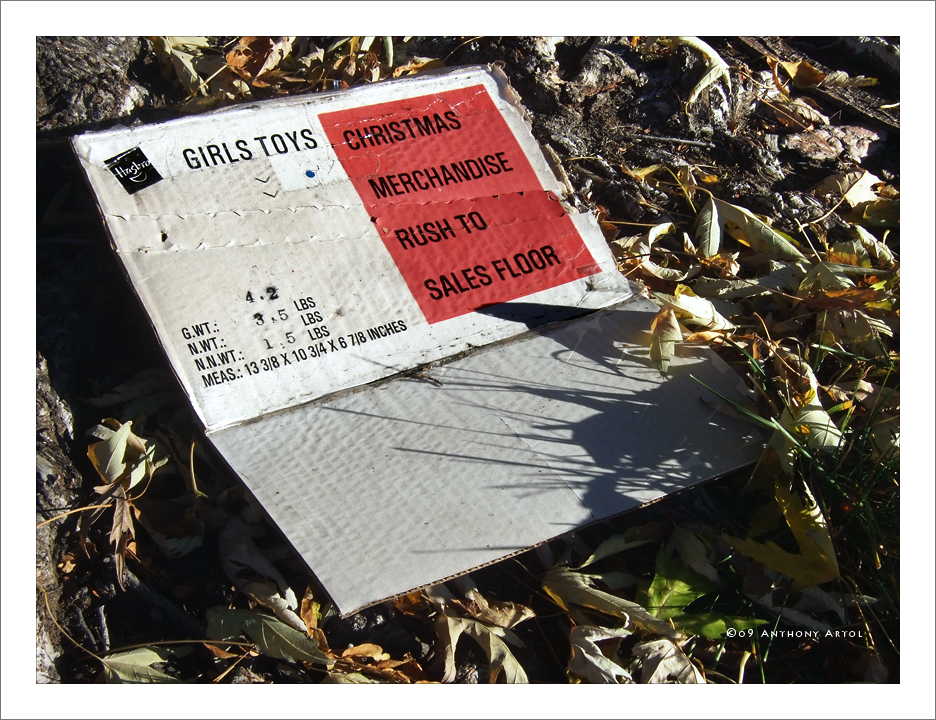 Hasbro
GIRLS TOYS
CHRISTMAS
MERCHANDISE
RUSH TO
SALES FLOOR
G.WT.: 4.2 LBS
N.WT.: 3.5 LBS
N.N.WT.: 1.5 LBS
MEAS.: 13 3/8 X 10 3/4 X 6 7/8 INCHES
©09 Anthony Artol